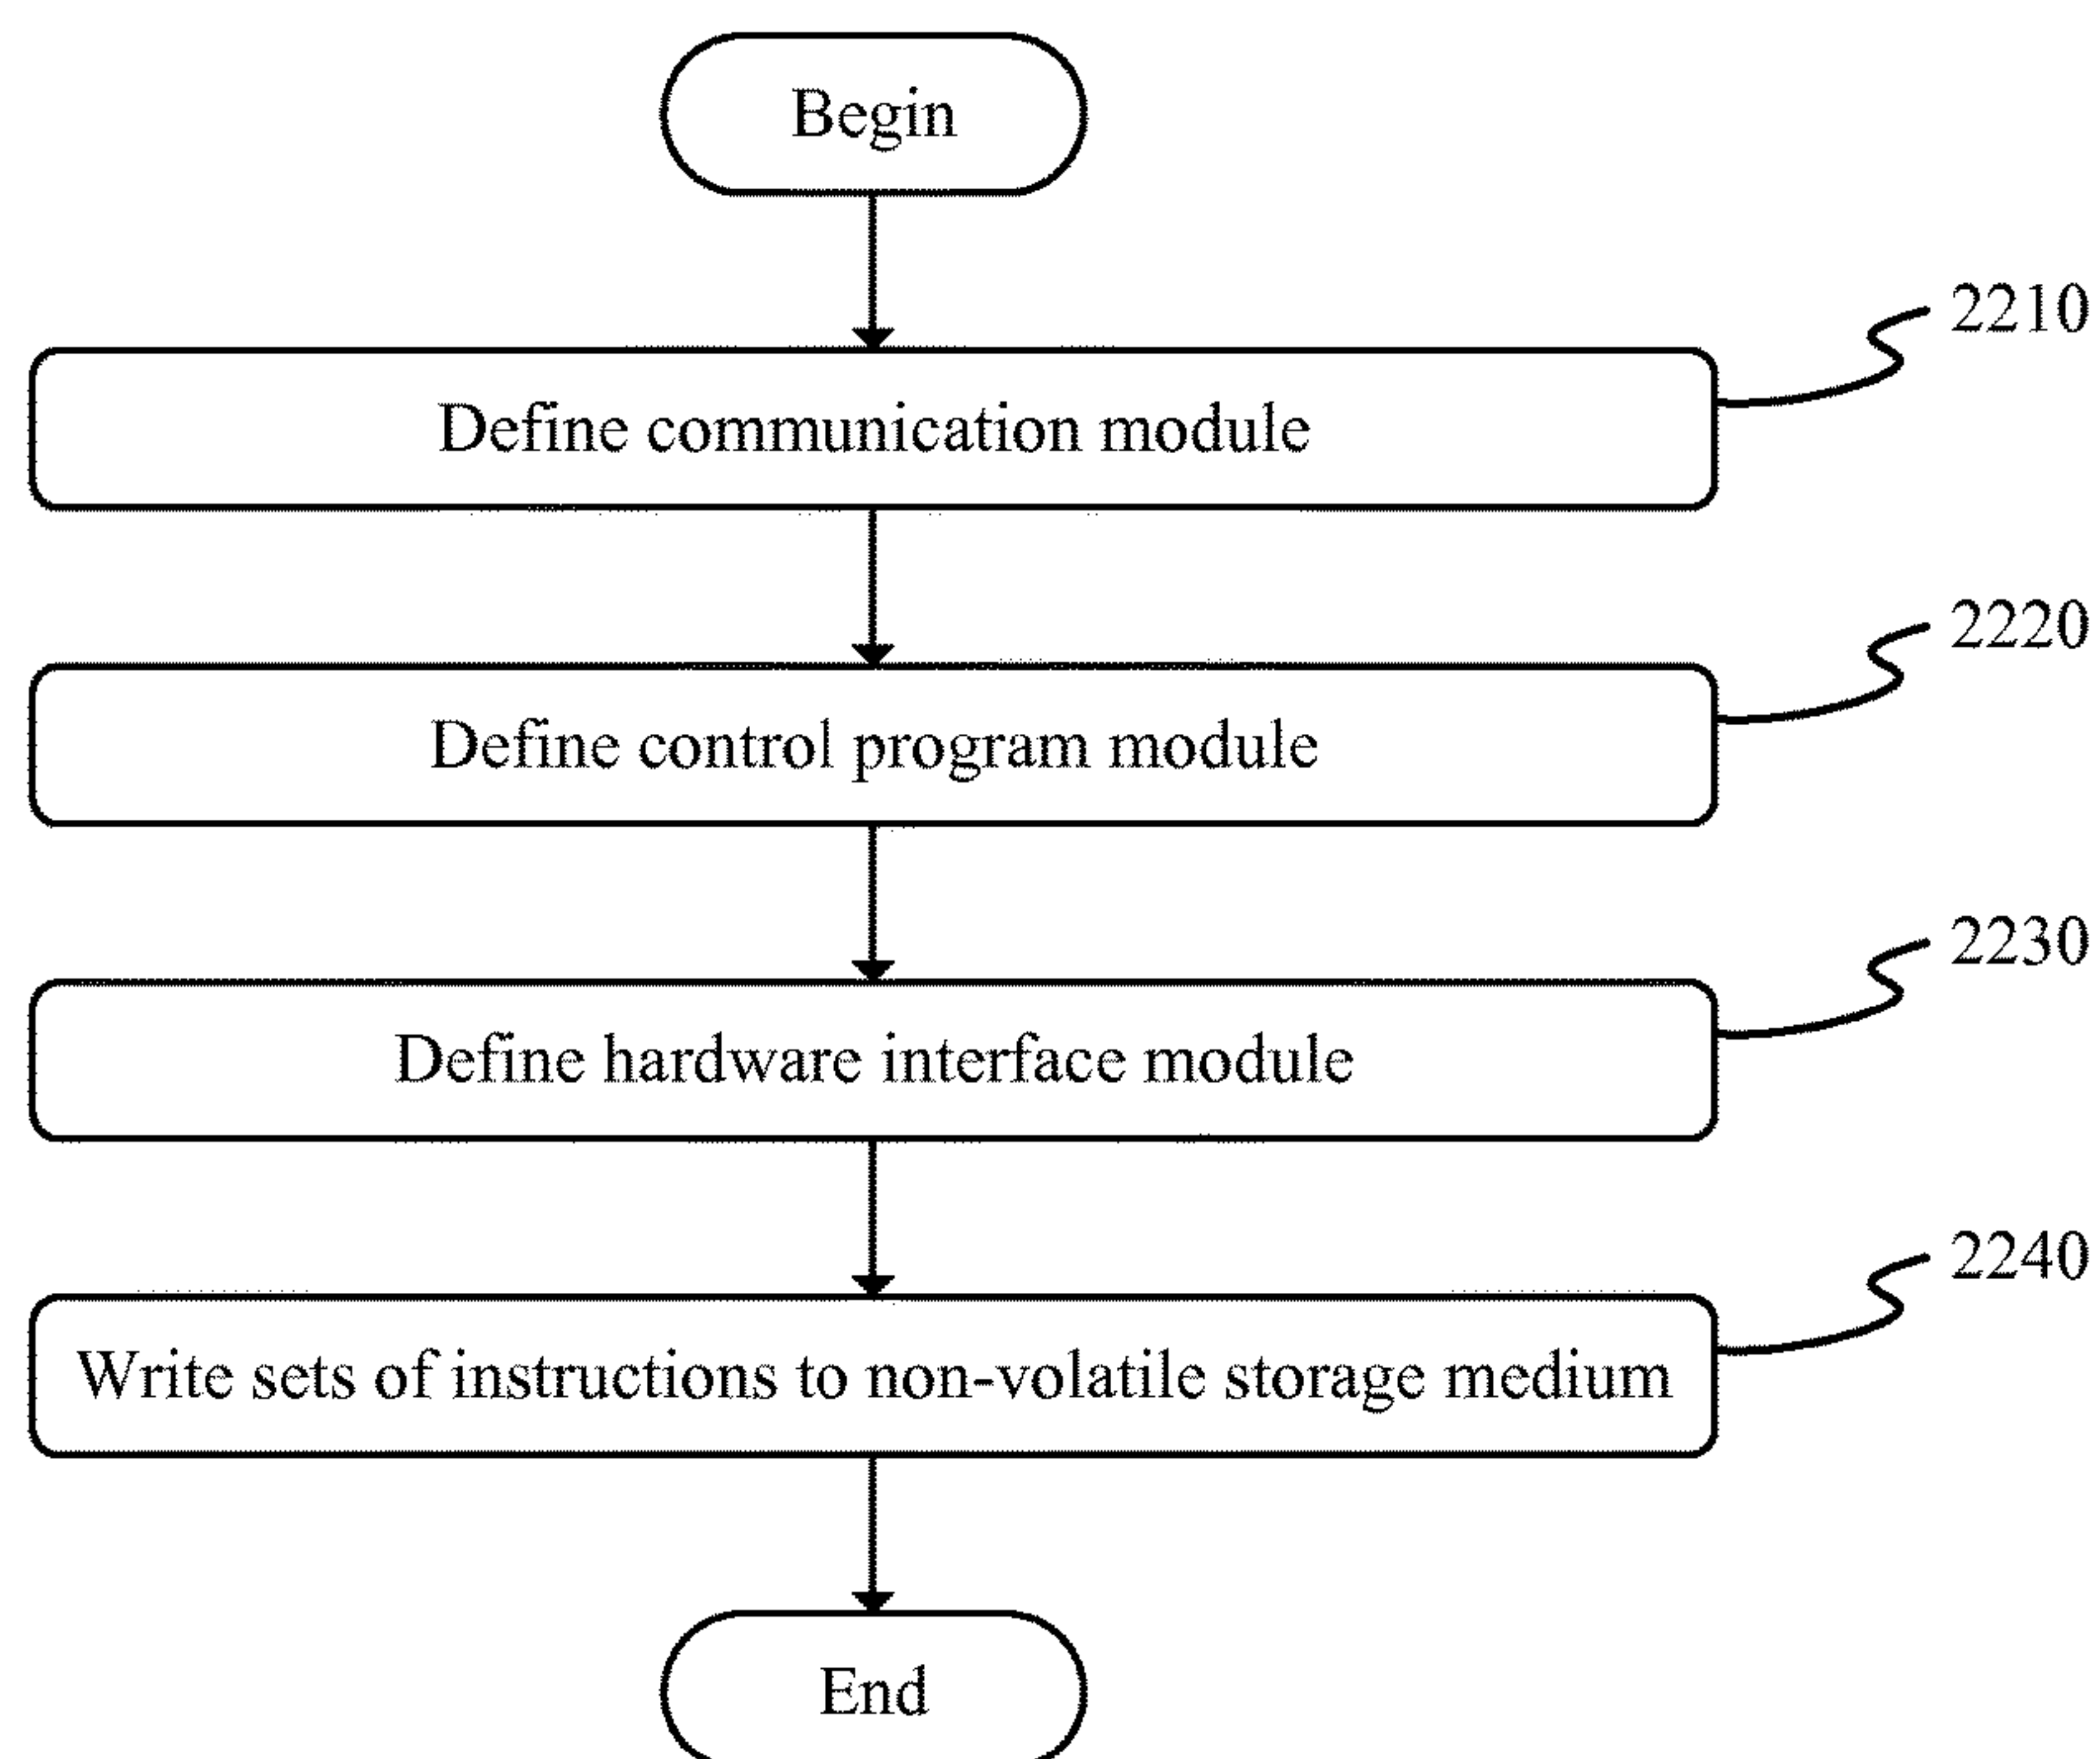 Begin
2210
Define communication module
2220
Define control program module
2230
Define hardware interface module
2240
Write sets of instructions to non-volatile storage medium
End